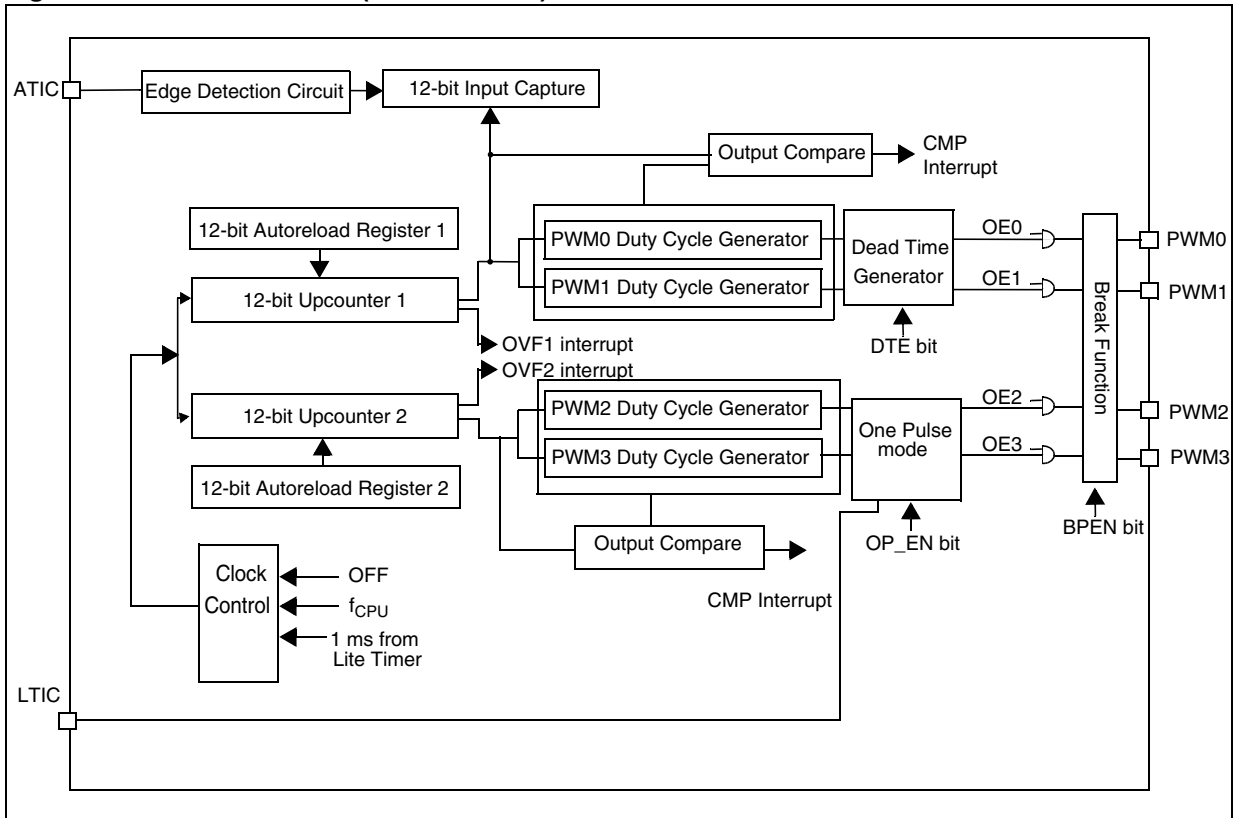 ATIC
Edge Detection Circuit
12-bit Input Capture
Output Compare
CMP
Interrupt
12-bit Autoreload Register 1
PWM0 Duty Cycle Generator
PWM1 Duty Cycle Generator
Dead Time
Generator
OE0
OE1
PWM0
PWM1
12-bit Upcounter 1
OVF1 interrupt
DTE bit
Break Function
OVF2 interrupt
12-bit Upcounter 2
PWM2 Duty Cycle Generator
PWM3 Duty Cycle Generator
One Pulse
mode
OE2
OE3
PWM2
PWM3
12-bit Autoreload Register 2
Output Compare
OP_EN bit
BPEN bit
CMP Interrupt
Clock
Control
OFF
fCPU
1 ms from
Lite Timer
LTIC